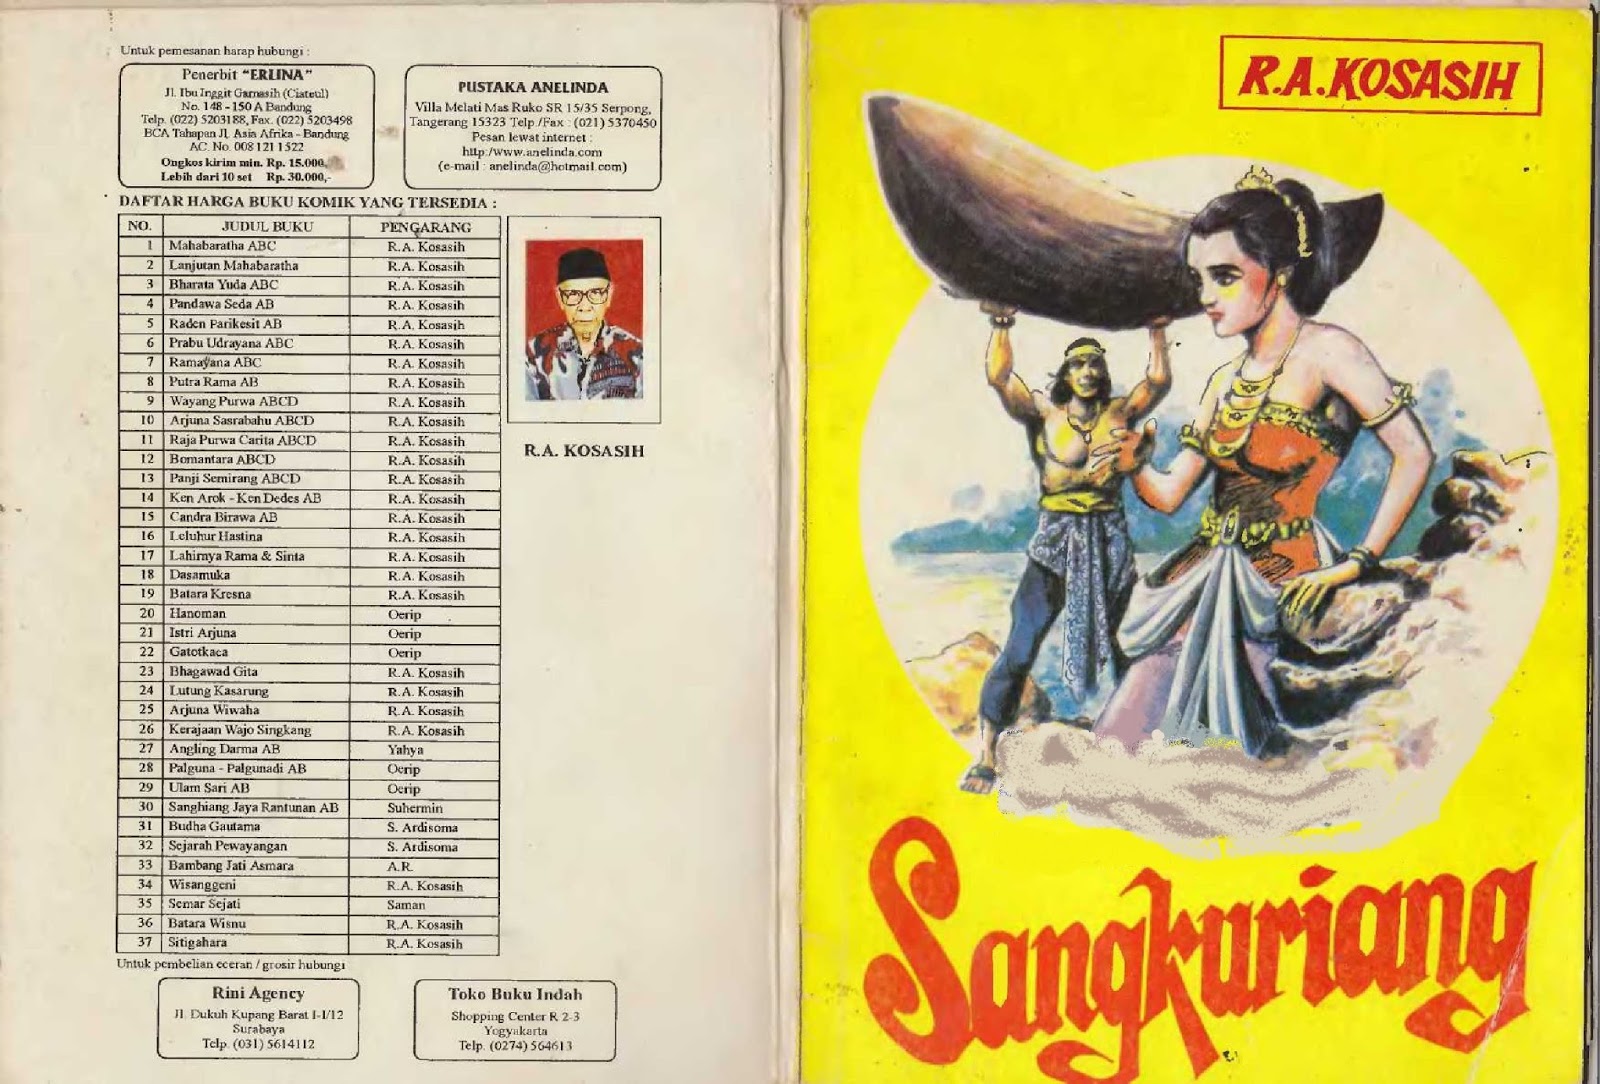 Untuk pemesanan harap hubungi :
Penerbit “ERLINA”
Jl. Ibu Inggit Garnasih (Ciateul)
No. 148 - 150 A Bandung
Telp. (022) 5203188, Fax. (022) 5203498
BCA Tahapan Jl. Asia Afrika - Bandung
AC. No. 008 121 1522
Ongkos kirim min. Rp. 15.000,-
Lebih dari 10 set Rp. 30.000,-
PUSTAKA ANELINDA
Villa Melati Mas Ruko SR 15/35 Serpong,
Tangerang 15323 Telp /Fax : (021) 5370450
Pesan lewat internet :
http:/www.anelinda.com
(e-mail : anelinda@hotmail.com)
DAFTAR HARGA BUKU KOMIK YANG TERSEDIA :
NO. JUDUL BUKU PENGARANG
1 Mahabaratha ABC R.A. Kosasih
2 Lanjutan Mahabaratha R.A. Kosasih
3 Bharata Yuda ABC R.A. Kosasih
4 Pandawa Seda AB R.A. Kosasih
5 Raden Parikesit AB R.A. Kosasih
6 Prabu Udrayana ABC R.A. Kosasih
7 Ramayana ABC R.A. Kosasih
8 Putra Rama AB R.A. Kosasih
9 Wayang Purwa ABCD R.A. Kosasih
10 Arjuna Sasrabahu ABCD R.A. Kosasih
11 Raja Purwa Carita ABCD R.A. Kosasih
12 Bomantara ABCD R.A. Kosasih
13 Panji Semirang ABCD R.A. Kosasih
14 Ken Arok - Ken Dedes AB R.A. Kosasih
15 Candra Birawa AB R.A. Kosasih
16 Leluhur Hastina R.A. Kosasih
17 Lahirnya Rama & Sinta R.A. Kosasih
18 Dasamuka R.A. Kosasih
19 Batara Kresna R.A. Kosasih
20 Hanoman Oerip
21 Istri Arjuna Oerip
22 Gatotkaca Oerip
23 Bhagawad Gita R.A. Kosasih
24 Lutung Kasarung R.A. Kosasih
25 Arjuna Wiwaha R.A. Kosasih
26 Kerajaan Wajo Singkang R.A. Kosasih
27 Angling Darma AB Yahya
28 Palguna - Palgunadi AB Oerip
29 Ulam Sari AB Oerip
30 Sanghiang Jaya Rantunan AB Suhermin
31 Budha Gautama S. Ardisoma
32 Sejarah Pewayangan S. Ardisoma
33 Bambang Jati Asmara A.R.
34 Wisanggeni R.A. Kosasih
35 Semar Sejati Saman
36 Batara Wisnu R.A. Kosasih
37 Sitigahara R.A. Kosasih
R.A. KOSASIH
Untuk pembelian eceran / grosir hubungi
Rini Agency
Jl. Dukuh Kupang Barat I-1/12
Surabaya
Telp. (031) 5614112
Toko Buku Indah
Shopping Center R 2-3
Yogyakarta
Telp. (0274) 564613
R.A.KOSASIH
Sangkuriang